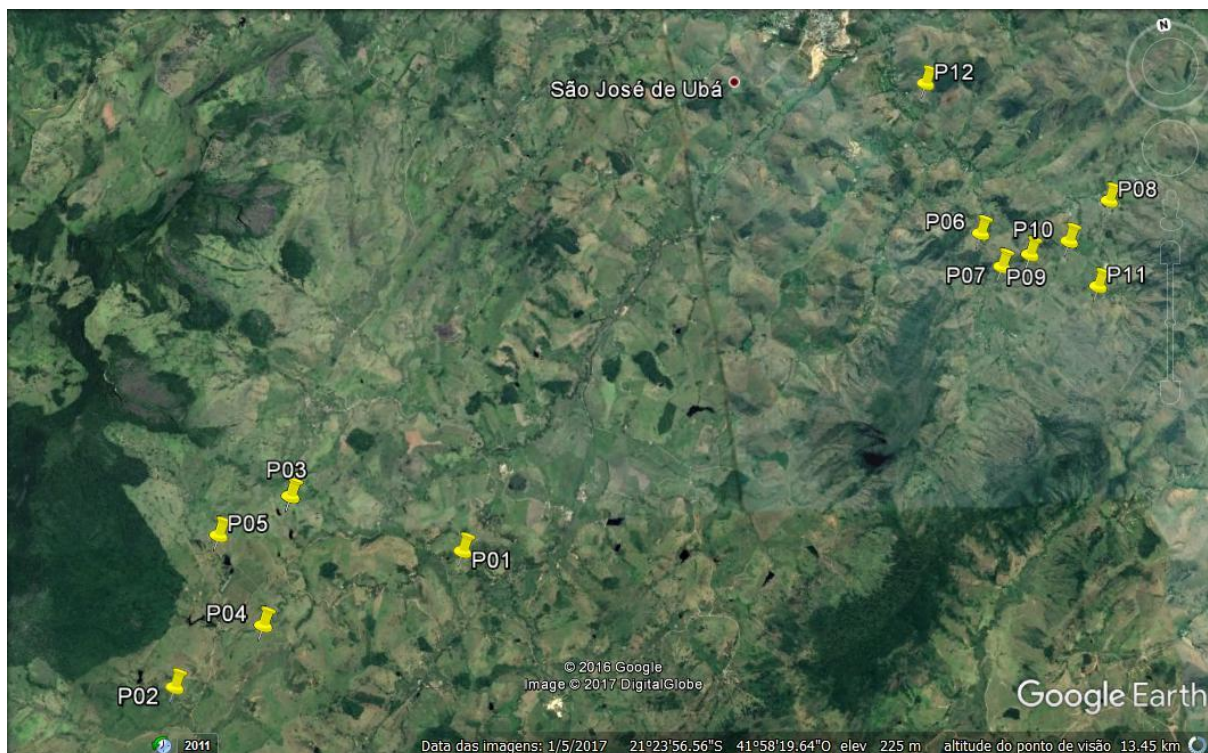 N
P12
São José de Ubá
P08
P06
P10
P07
P09
P11
P03
P05
P01
P04
P02
© 2016 Google
Image © 2017 DigitalGlobe
Google Earth
2011
Data das imagens: 1/5/2017 21°23'56.56"S 41°58'19.64"O elev 225 m altitude do ponto de visão 13.45 km